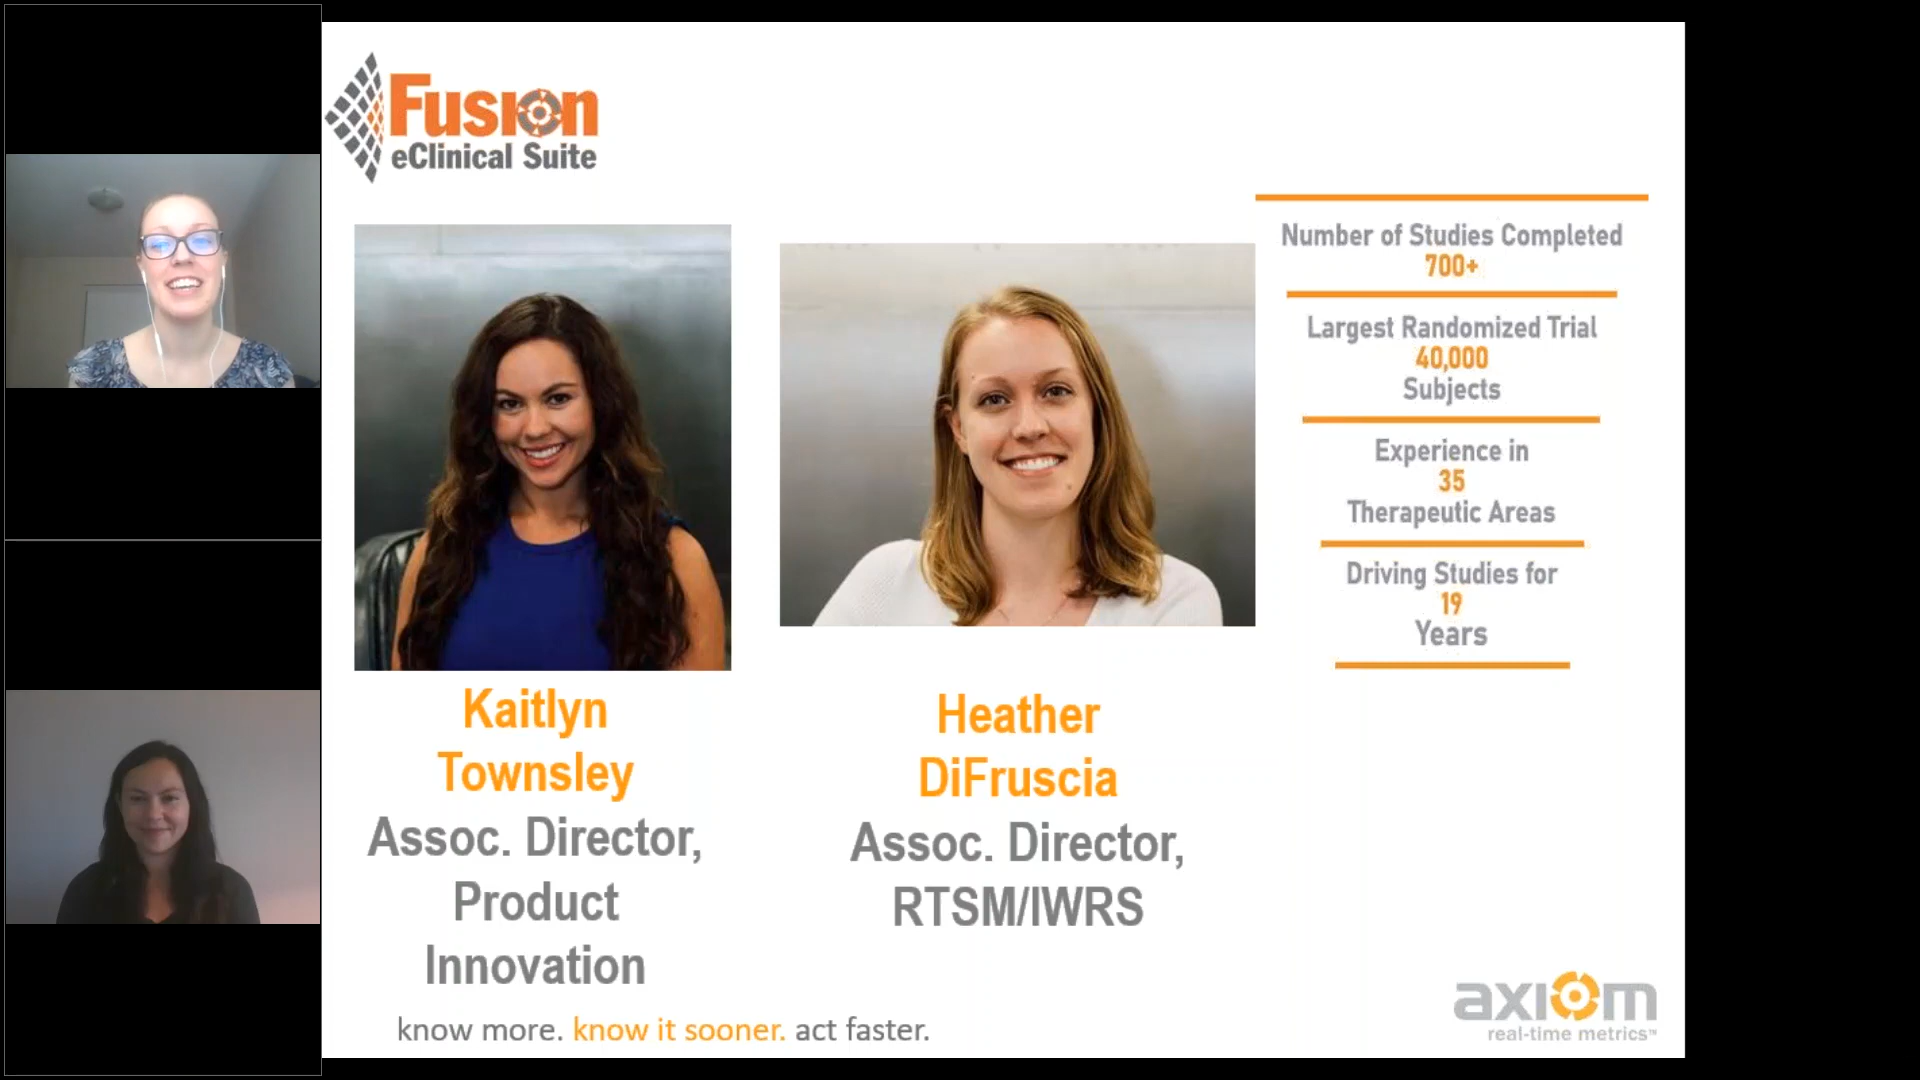 Fusion
eClinical Suite
Kaitlyn
Townsley
Assoc. Director,
Product
Innovation
Heather
DiFruscia
Assoc. Director,
RTSM/IWRS
Number of Studies Completed
700+
Largest Randomized Trial
40,000
Subjects
Experience in
35
Therapeutic Areas
Driving Studies for
19
Years
know more. know it sooner. act faster.
axiom
real-time metrics™